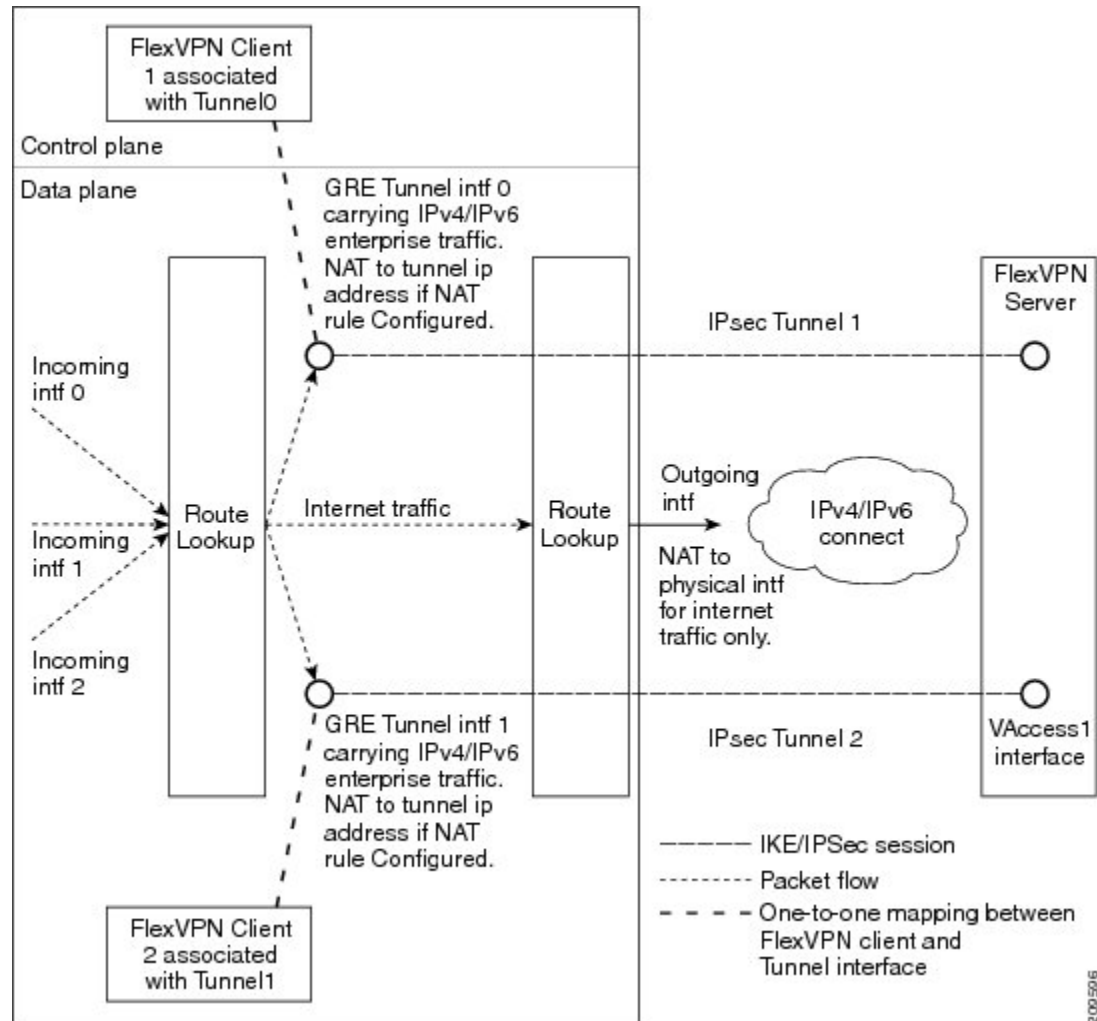 FlexVPN Client
1 associated
with Tunnel0
Control plane
Data plane
GRE Tunnel intf 0
carrying IPv4/IPv6
enterprise traffic.
NAT to tunnel ip
address if NAT
rule Configured.
FlexVPN
Server
IPsec Tunnel 1
Incoming
intf 0
Route
Lookup
Internet traffic
Route
Lookup
Outgoing
intf
IPv4/IPv6
connect
Incoming
intf 1
NAT to
physical intf
for internet
traffic only.
Incoming
intf 2
GRE Tunnel intf 1
carrying IPv4/IPv6
enterprise traffic.
NAT to tunnel ip
address if NAT
rule Configured.
IPsec Tunnel 2
VAccess1
interface
IKE/IPSec session
Packet flow
One-to-one mapping between
FlexVPN client and
Tunnel interface
FlexVPN Client
2 associated
with Tunnel1
209596